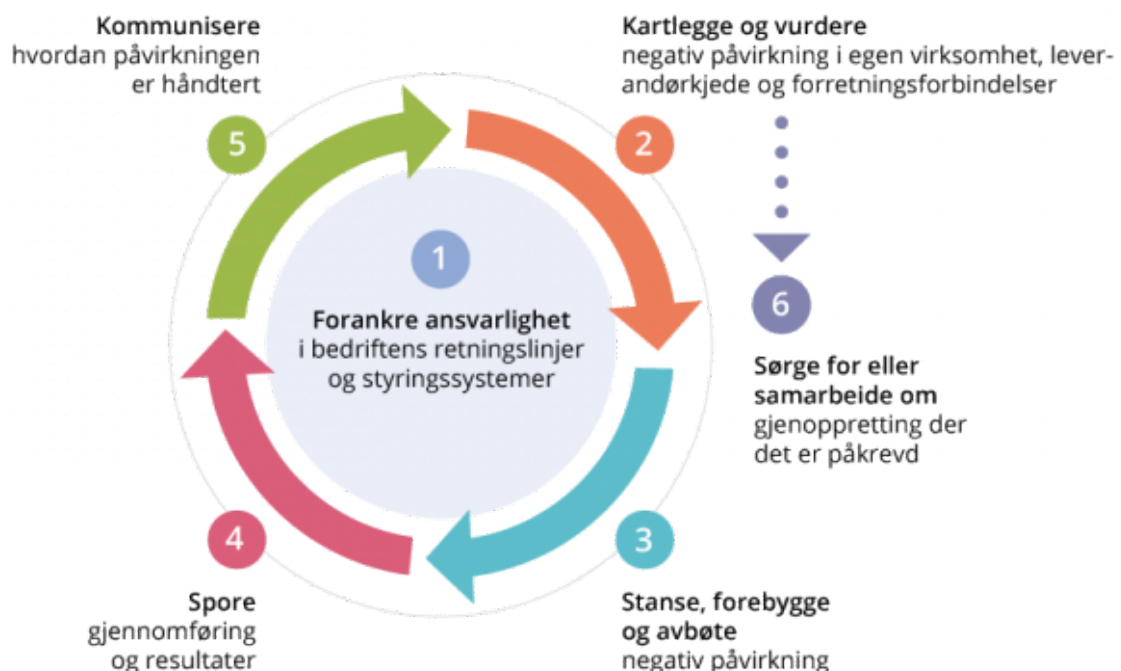 Kommunisere
hvordan påvirkningen
er håndtert
5
Kartlegge og vurdere
negativ påvirkning i egen virksomhet, lever-
andørkjede og forretningsforbindelser
2
1
Forankre ansvarlighet
i bedriftens retningslinjer
og styringssystemer
6
Sørge for eller
samarbeide om
gjenoppretting der
det er påkrevd
4
Spore
gjennomføring
og resultater
3
Stanse, forebygge
og avbøte
negativ påvirkning